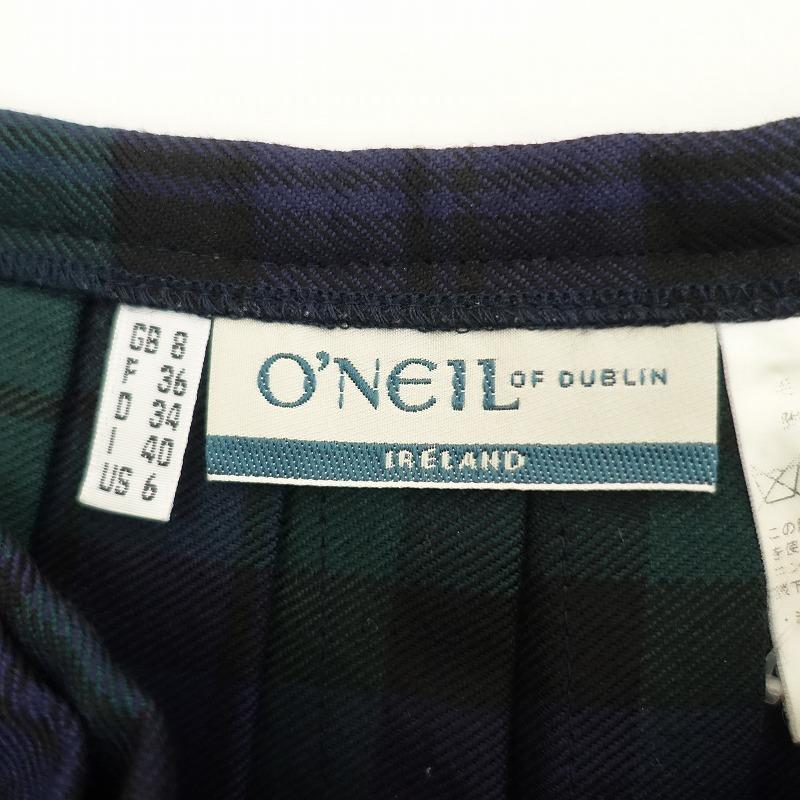 GB 8
F 36
D 34
I 40
US 6
O'NEIL OF DUBLIN
IRELAND